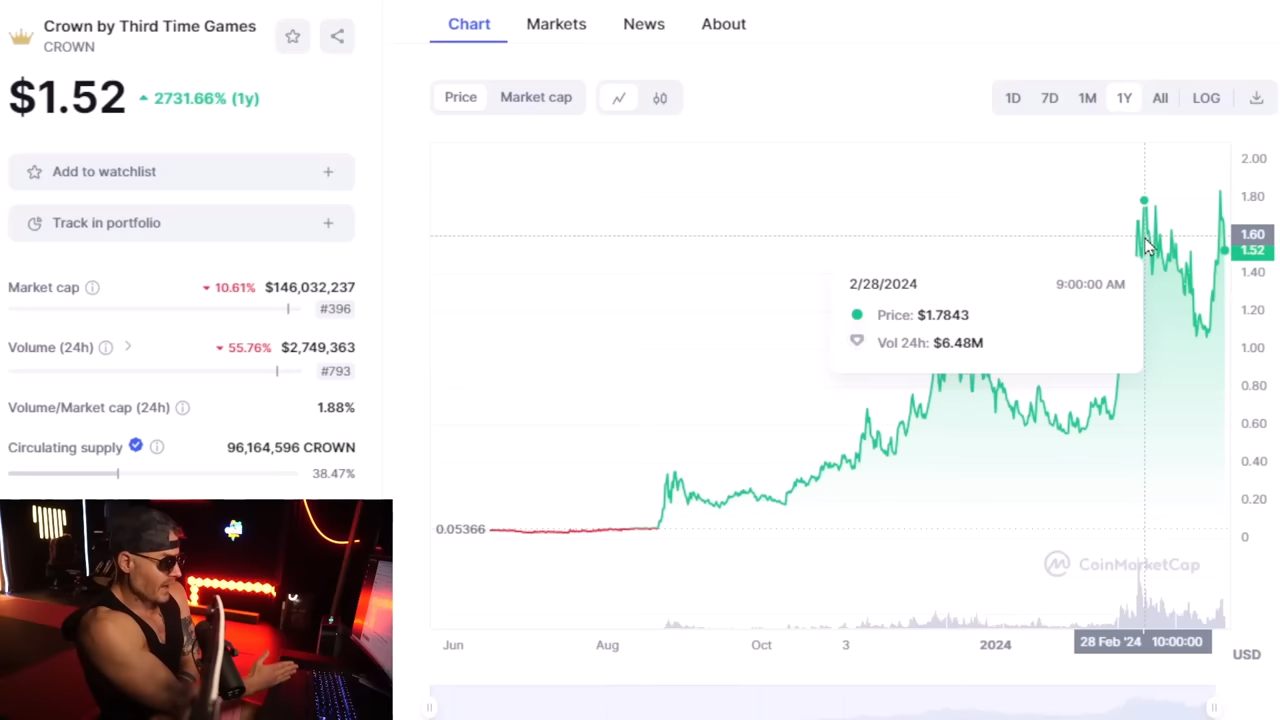 Crown by Third Time Games
CROWN
$1.52
2731.66% (1y)
Add to watchlist
+
Track in portfolio
+
Market cap
10.61% $146,032,237
#396
Volume (24h)
55.76% $2,749,363
#793
Volume/Market cap (24h)
1.88%
Circulating supply
96,164,596 CROWN
38.47%
Chart Markets News About
Price Market cap
1D 7D 1M 1Y All LOG
2.00
1.80
1.60
1.52
1.40
1.20
1.00
0.80
0.60
0.40
0.20
0
2/28/2024 9:00:00 AM
Price: $1.7843
Vol 24h: $6.48M
0.05366
CoinMarketCap
Jun Aug Oct 3 2024
28 Feb '24 10:00:00
USD